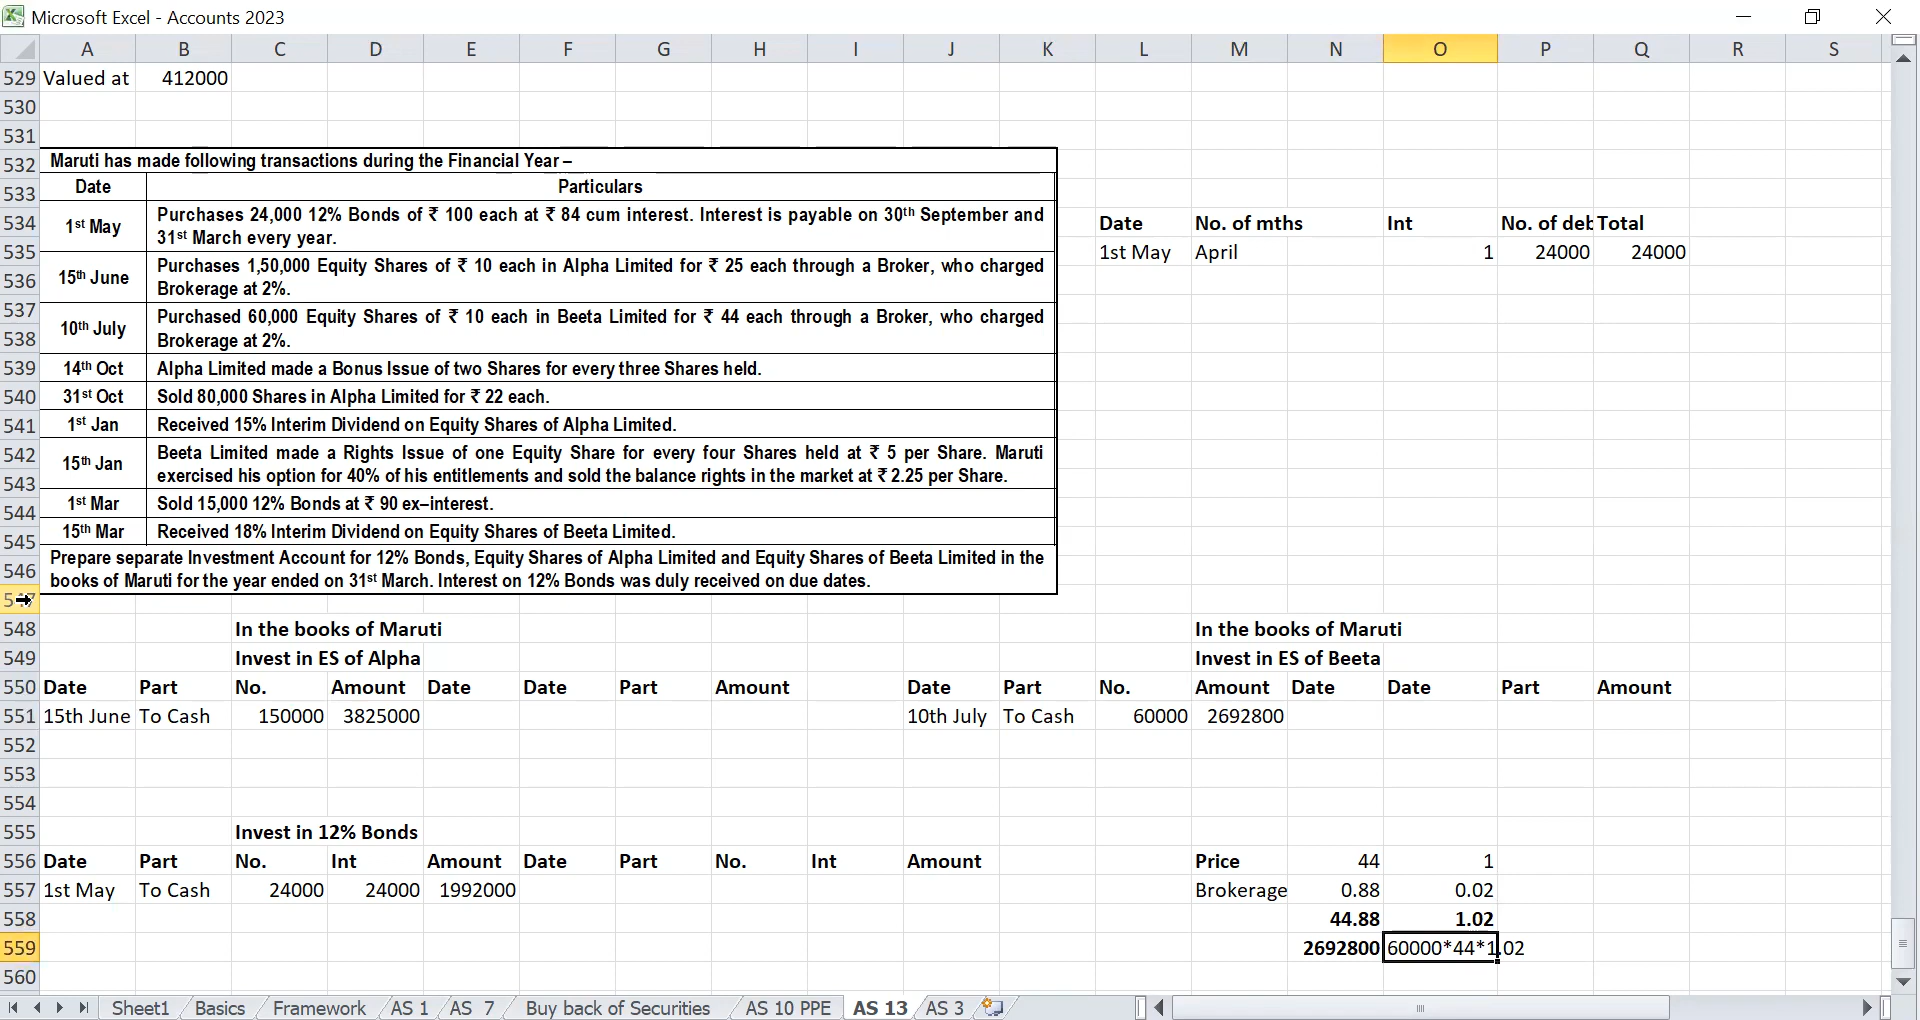 Microsoft Excel - Accounts 2023
A B C D E F G H I J K L M N O P Q R S
529 Valued at 412000
530
531
532 Maruti has made following transactions during the Financial Year –
533 Date Particulars
534 1st May Purchases 24,000 12% Bonds of ₹ 100 each at ₹ 84 cum interest. Interest is payable on 30th September and Date No. of mths Int No. of deb Total
535 31st March every year. 1st May April 1 24000 24000
536 15th June Purchases 1,50,000 Equity Shares of ₹ 10 each in Alpha Limited for ₹ 25 each through a Broker, who charged
Brokerage at 2%.
537 10th July Purchased 60,000 Equity Shares of ₹ 10 each in Beeta Limited for ₹ 44 each through a Broker, who charged
538 Brokerage at 2%.
539 14th Oct Alpha Limited made a Bonus Issue of two Shares for every three Shares held.
540 31st Oct Sold 80,000 Shares in Alpha Limited for ₹ 22 each.
541 1st Jan Received 15% Interim Dividend on Equity Shares of Alpha Limited.
542 15th Jan Beeta Limited made a Rights Issue of one Equity Share for every four Shares held at ₹ 5 per Share. Maruti
543 exercised his option for 40% of his entitlements and sold the balance rights in the market at ₹ 2.25 per Share.
544 1st Mar Sold 15,000 12% Bonds at ₹ 90 ex–interest.
545 15th Mar Received 18% Interim Dividend on Equity Shares of Beeta Limited.
546 Prepare separate Investment Account for 12% Bonds, Equity Shares of Alpha Limited and Equity Shares of Beeta Limited in the
books of Maruti for the year ended on 31st March. Interest on 12% Bonds was duly received on due dates.
548 In the books of Maruti In the books of Maruti
549 Invest in ES of Alpha Invest in ES of Beeta
550 Date Part No. Amount Date Date Part Amount Date Part No. Amount Date Date Part Amount
551 15th June To Cash 150000 3825000 10th July To Cash 60000 2692800
552
553
554
555 Invest in 12% Bonds
556 Date Part No. Int Amount Date Part No. Int Amount Price 44 1
557 1st May To Cash 24000 24000 1992000 Brokerage 0.88 0.02
558 44.88 1.02
559 2692800 60000*44*1.02
560
Sheet1 Basics Framework AS 1 AS 7 Buy back of Securities AS 10 PPE AS 13 AS 3